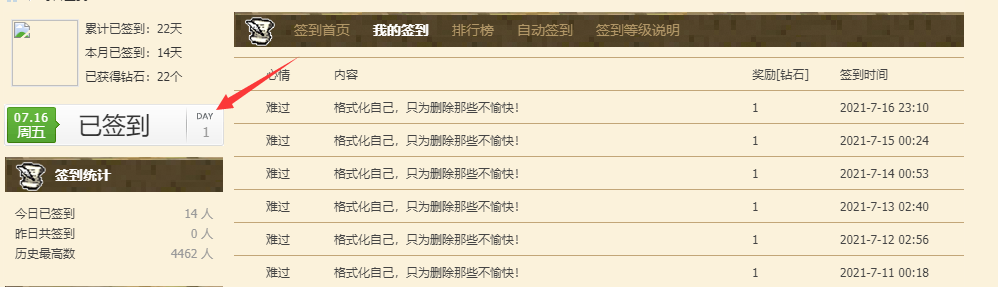 累计已签到：22天
本月已签到：14天
已获得钻石：22个
07.16
周五
已签到
DAY
1
签到统计
今日已签到 14 人
昨日共签到 0 人
历史最高数 4462 人
签到首页 我的签到 排行榜 自动签到 签到等级说明
心情 内容 奖励[钻石] 签到时间
难过 格式化自己，只为删除那些不愉快! 1 2021-7-16 23:10
难过 格式化自己，只为删除那些不愉快! 1 2021-7-15 00:24
难过 格式化自己，只为删除那些不愉快! 1 2021-7-14 00:53
难过 格式化自己，只为删除那些不愉快! 1 2021-7-13 02:40
难过 格式化自己，只为删除那些不愉快! 1 2021-7-12 02:56
难过 格式化自己，只为删除那些不愉快! 1 2021-7-11 00:18